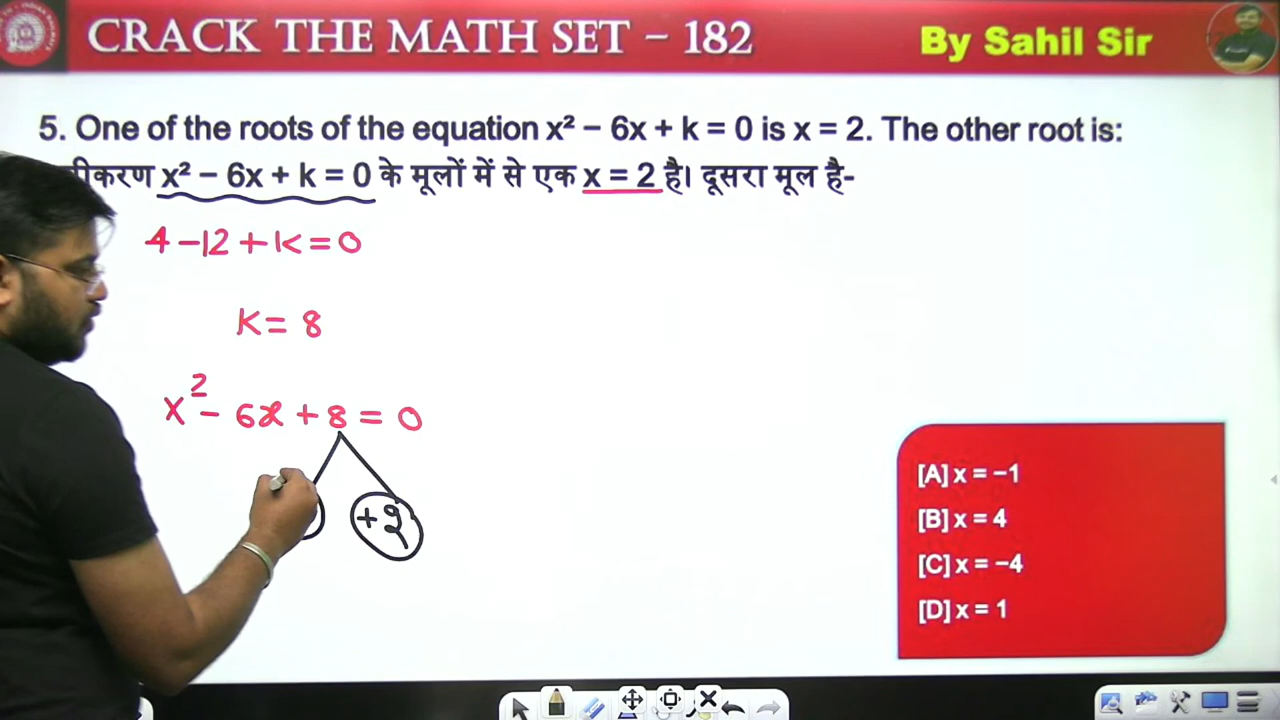 CRACK THE MATH SET – 182
By Sahil Sir
5. One of the roots of the equation x² − 6x + k = 0 is x = 2. The other root is:
x² − 6x + k = 0 के मूलों में से एक x = 2 है। दूसरा मूल है-
4 − 12 + K = 0
K = 8
x² − 6x + 8 = 0
+2
[A] x = −1
[B] x = 4
[C] x = −4
[D] x = 1